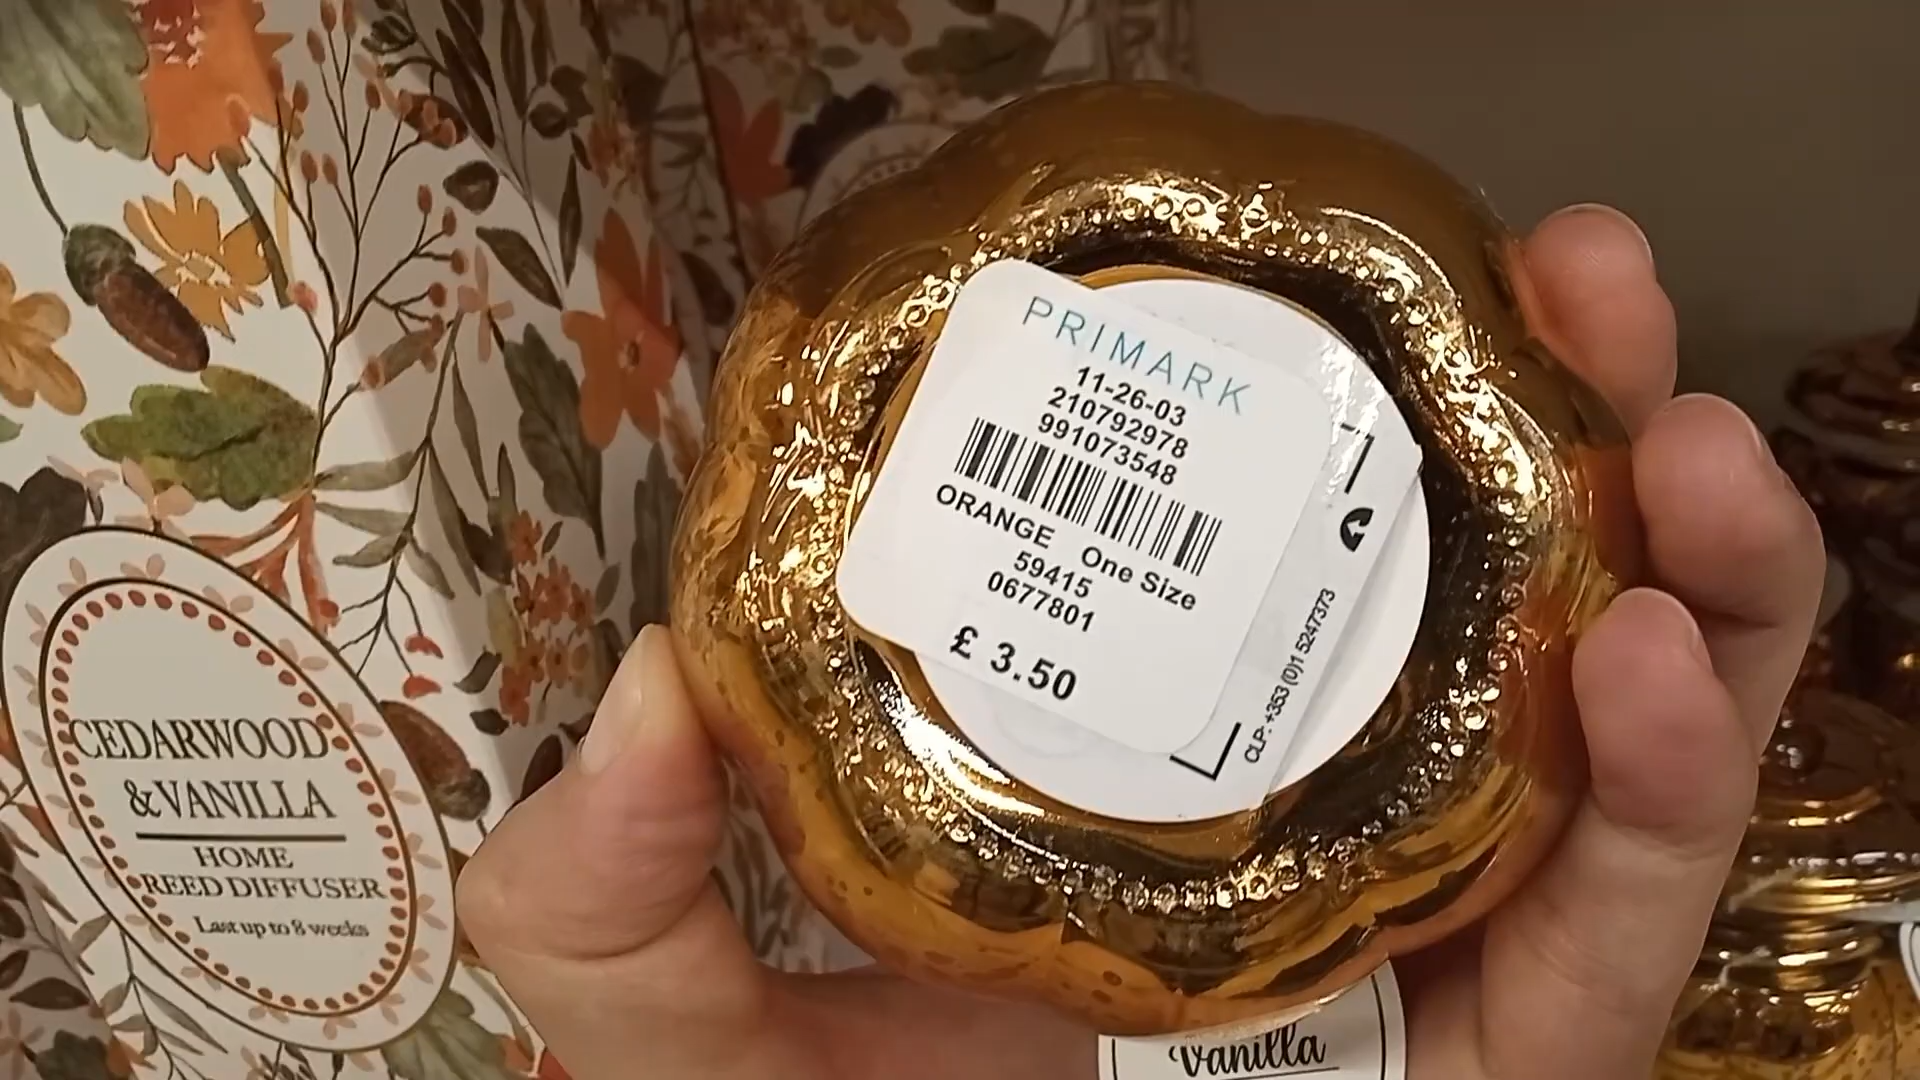 PRIMARK
11-26-03
210792978
991073548
ORANGE One Size
59415
0677801
£ 3.50
CLP: +353 (0)1 5247373
CEDARWOOD
& VANILLA
HOME
REED DIFFUSER
Last up to 8 weeks
Vanilla